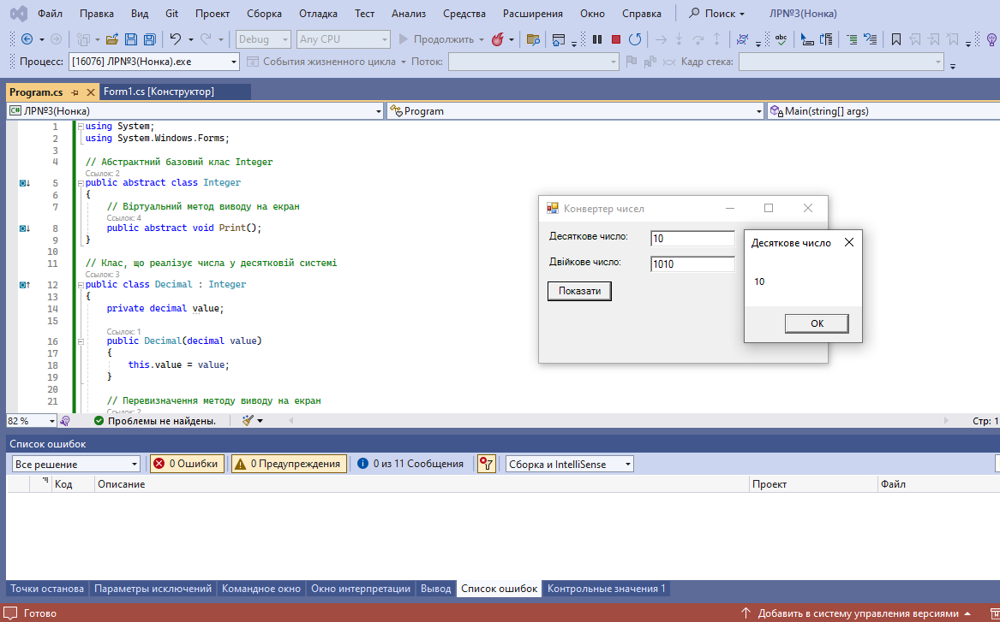 Файл Правка Вид Git Проект Сборка Отладка Тест Анализ Средства Расширения Окно Справка Поиск ЛР№3(Нонка)
Debug Any CPU Продолжить abc
Процесс: [16076] ЛР№3(Нонка).exe События жизненного цикла Поток: Кадр стека:
Program.cs Form1.cs [Конструктор]
C# ЛР№3(Нонка) Program Main(string[] args)
1 using System;
2 using System.Windows.Forms;
3
4 // Абстрактний базовий клас Integer
Ссылок: 2
5 public abstract class Integer
6 {
7 // Віртуальний метод виводу на екран
Ссылок: 4
8 public abstract void Print();
9 }
10
11 // Клас, що реалізує числа у десятковій системі
Ссылок: 3
12 public class Decimal : Integer
13 {
14 private decimal value;
15
Ссылок: 1
16 public Decimal(decimal value)
17 {
18 this.value = value;
19 }
20
21 // Перевизначення методу виводу на екран
Ссылок: 2
Конвертер чисел
Десяткове число: 10
Двійкове число: 1010
Показати
Десяткове число
10
OK
82 % Проблемы не найдены. Стр: 1
Список ошибок
Все решение 0 Ошибки 0 Предупреждения 0 из 11 Сообщения Сборка и IntelliSense
Код Описание Проект Файл
Точки останова Параметры исключений Командное окно Окно интерпретации Вывод Список ошибок Контрольные значения 1
Готово Добавить в систему управления версиями